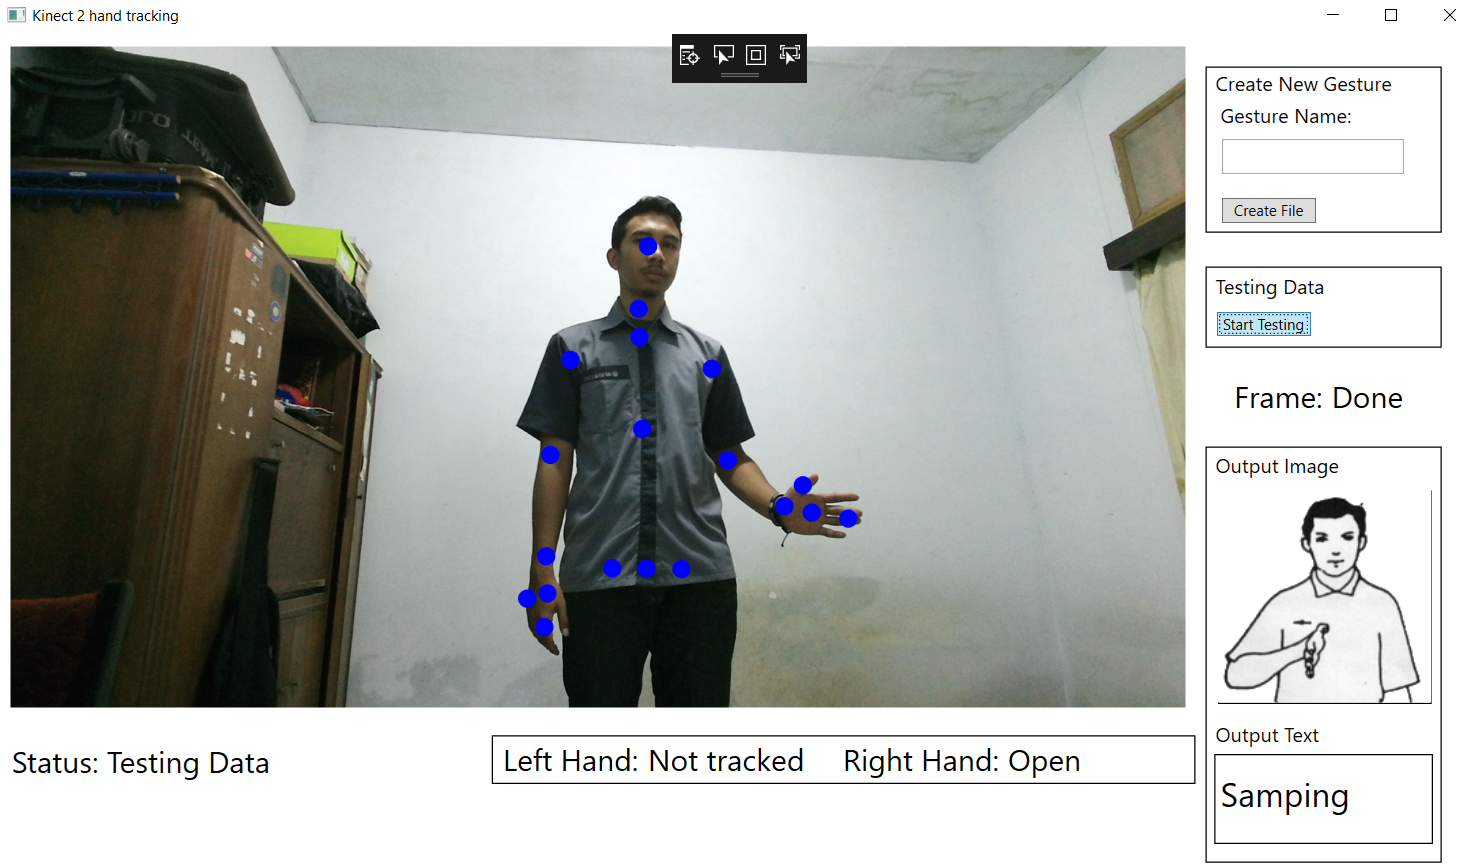 Kinect 2 hand tracking
Create New Gesture
Gesture Name:
Create File
Testing Data
Start Testing
Frame: Done
Output Image
Output Text
Samping
Status: Testing Data
Left Hand: Not tracked
Right Hand: Open